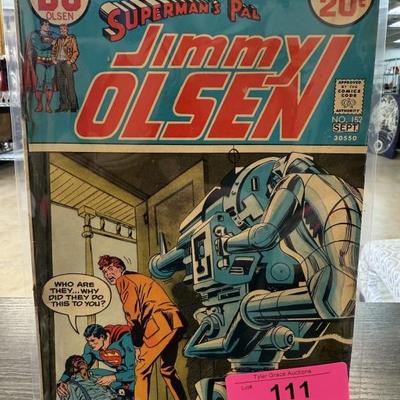 DC
OLSEN
20¢
SUPERMAN'S PAL
JIMMY
OLSEN
APPROVED
BY THE
COMICS
CODE
AUTHORITY
NO. 152
SEPT.
30550
WHO ARE
THEY...WHY
DID THEY DO
THIS TO YOU?
Tyler Grace Auctions
Lot#
111